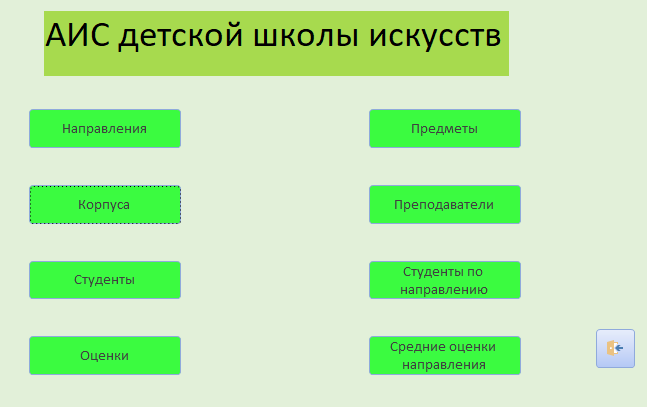 АИС детской школы искусств
Направления
Предметы
Корпуса
Преподаватели
Студенты
Студенты по
направлению
Оценки
Средние оценки
направления